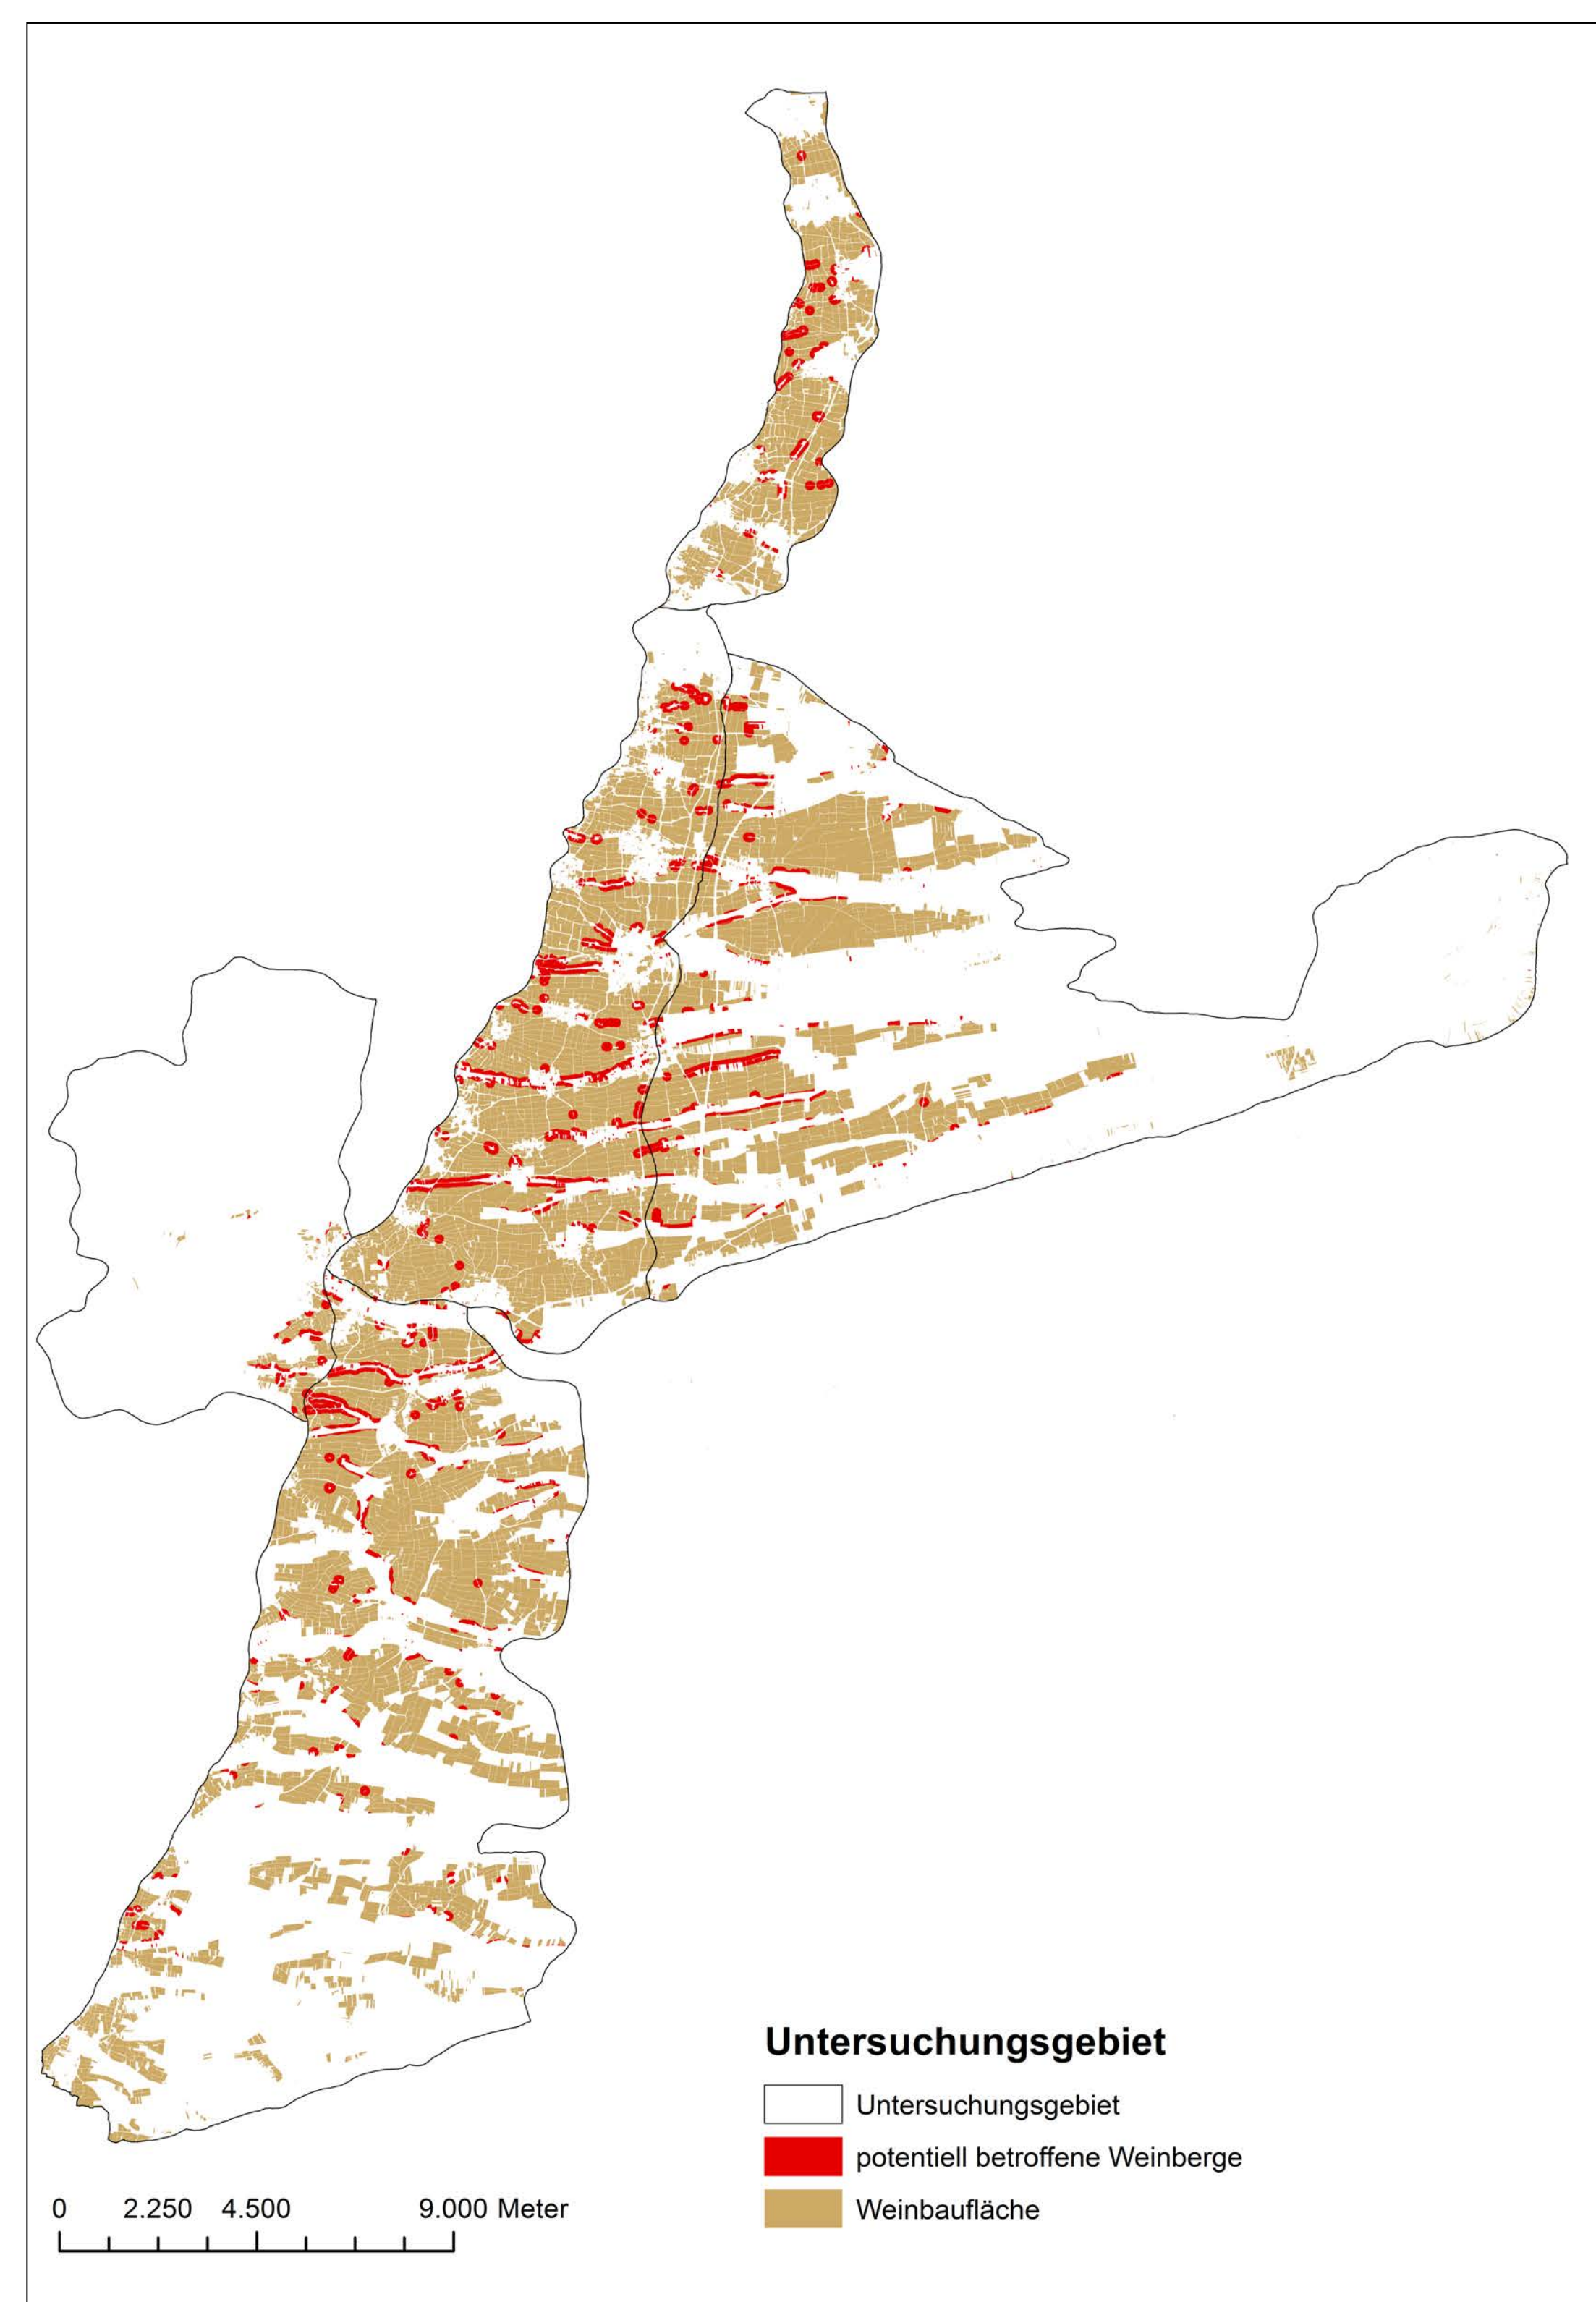 Untersuchungsgebiet
Untersuchungsgebiet
potentiell betroffene Weinberge
Weinbaufläche
0 2.250 4.500 9.000 Meter